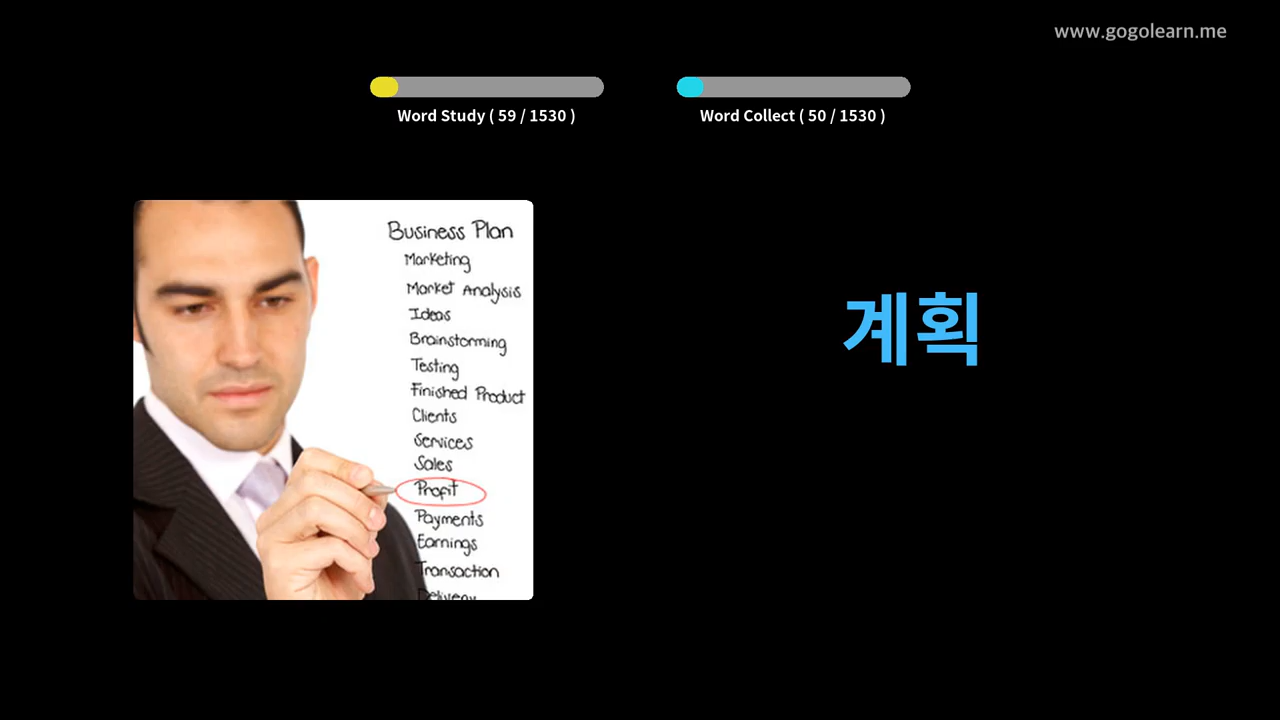 www.gogolearn.me
Word Study ( 59 / 1530 )
Word Collect ( 50 / 1530 )
Business Plan
Marketing
Market Analysis
Ideas
Brainstorming
Testing
Finished Product
Clients
Services
Sales
Profit
Payments
Earnings
Transaction
Delivery
계획